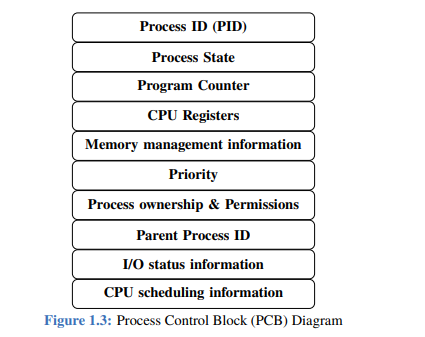 Process ID (PID)
Process State
Program Counter
CPU Registers
Memory management information
Priority
Process ownership & Permissions
Parent Process ID
I/O status information
CPU scheduling information
Figure 1.3: Process Control Block (PCB) Diagram